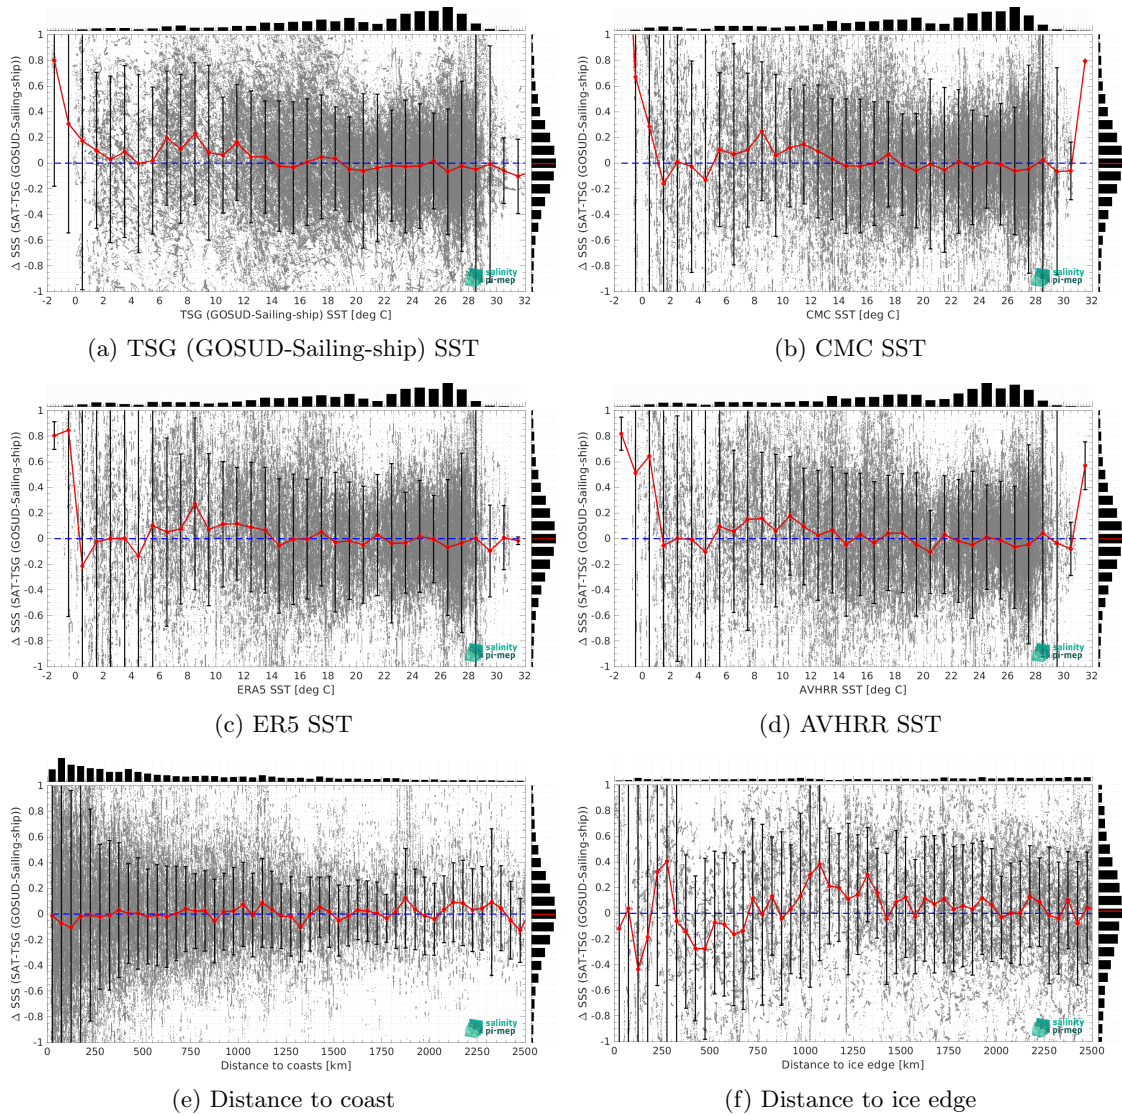 1
0.8
0.6
0.4
0.2
0
-0.2
-0.4
-0.6
-0.8
-1
Δ SSS (SAT-TSG (GOSUD-Sailing-ship))
salinity
pi-mep
-2 0 2 4 6 8 10 12 14 16 18 20 22 24 26 28 30 32
TSG (GOSUD-Sailing-ship) SST [deg C]
(a) TSG (GOSUD-Sailing-ship) SST
1
0.8
0.6
0.4
0.2
0
-0.2
-0.4
-0.6
-0.8
-1
Δ SSS (SAT-TSG (GOSUD-Sailing-ship))
salinity
pi-mep
-2 0 2 4 6 8 10 12 14 16 18 20 22 24 26 28 30 32
CMC SST [deg C]
(b) CMC SST
1
0.8
0.6
0.4
0.2
0
-0.2
-0.4
-0.6
-0.8
-1
Δ SSS (SAT-TSG (GOSUD-Sailing-ship))
salinity
pi-mep
-2 0 2 4 6 8 10 12 14 16 18 20 22 24 26 28 30 32
ERA5 SST [deg C]
(c) ER5 SST
1
0.8
0.6
0.4
0.2
0
-0.2
-0.4
-0.6
-0.8
-1
Δ SSS (SAT-TSG (GOSUD-Sailing-ship))
salinity
pi-mep
-2 0 2 4 6 8 10 12 14 16 18 20 22 24 26 28 30 32
AVHRR SST [deg C]
(d) AVHRR SST
1
0.8
0.6
0.4
0.2
0
-0.2
-0.4
-0.6
-0.8
-1
Δ SSS (SAT-TSG (GOSUD-Sailing-ship))
salinity
pi-mep
0 250 500 750 1000 1250 1500 1750 2000 2250 2500
Distance to coasts [km]
(e) Distance to coast
1
0.8
0.6
0.4
0.2
0
-0.2
-0.4
-0.6
-0.8
-1
Δ SSS (SAT-TSG (GOSUD-Sailing-ship))
salinity
pi-mep
0 250 500 750 1000 1250 1500 1750 2000 2250 2500
Distance to ice edge [km]
(f) Distance to ice edge